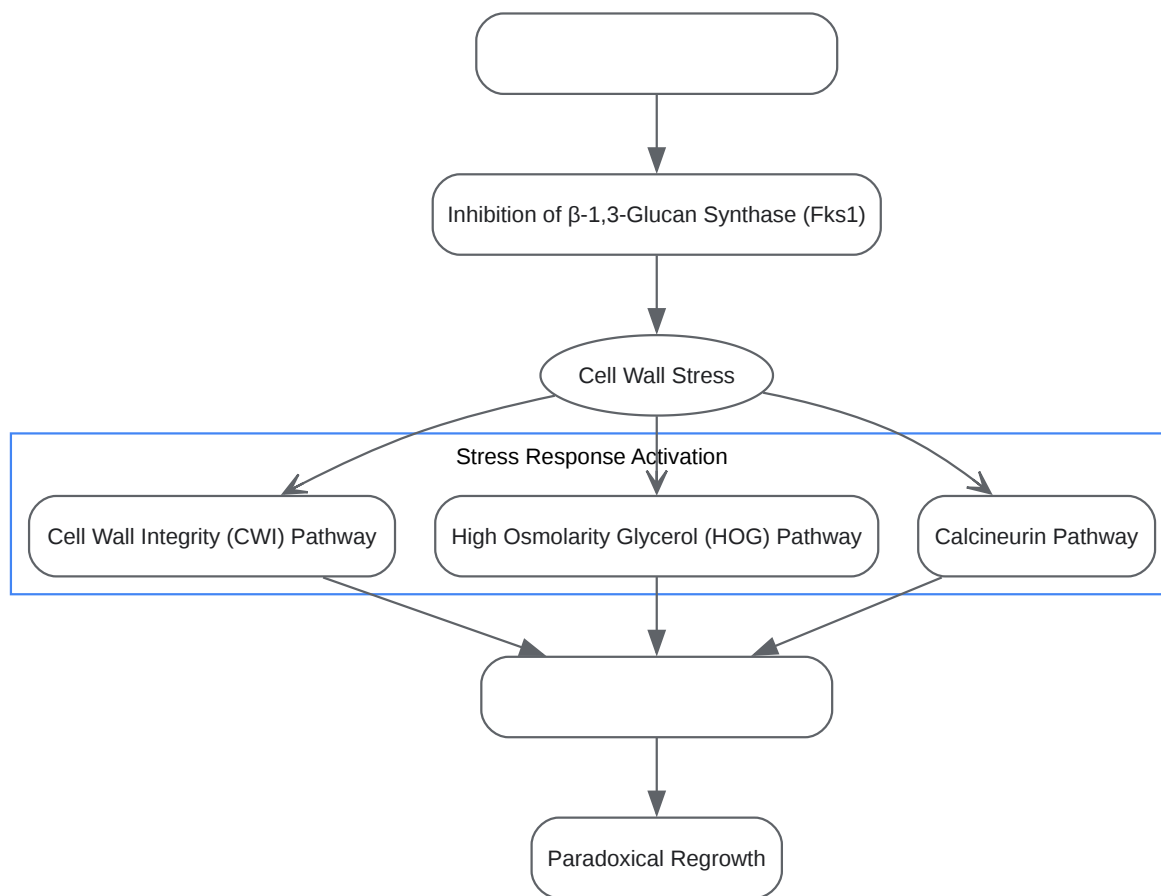 Inhibition of β-1,3-Glucan Synthase (Fks1)
Cell Wall Stress
Stress Response Activation
Cell Wall Integrity (CWI) Pathway
High Osmolarity Glycerol (HOG) Pathway
Calcineurin Pathway
Paradoxical Regrowth